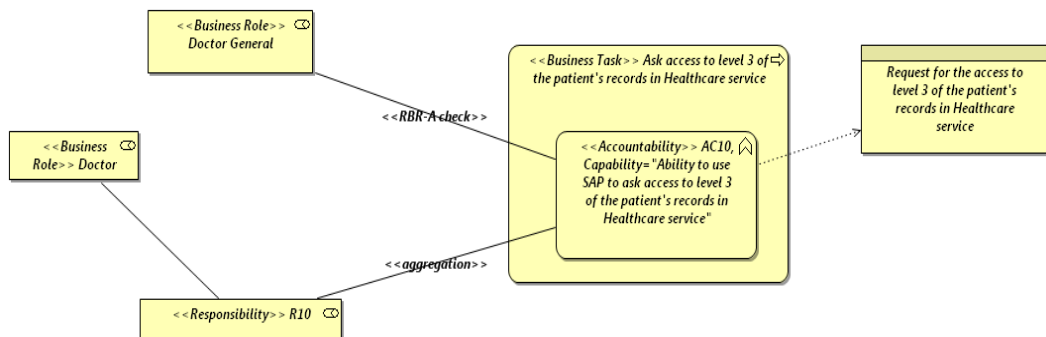 <<Business Role>>
Doctor General
<<Business Task>> Ask access to level 3 of
the patient's records in Healthcare service
Request for the access to
level 3 of the patient's
records in Healthcare
service
<<RBR-A check>>
<<Business
Role>> Doctor
<<Accountability>> AC10,
Capability="Ability to use
SAP to ask access to level 3
of the patient's records in
Healthcare service"
<<aggregation>>
<<Responsibility>> R10